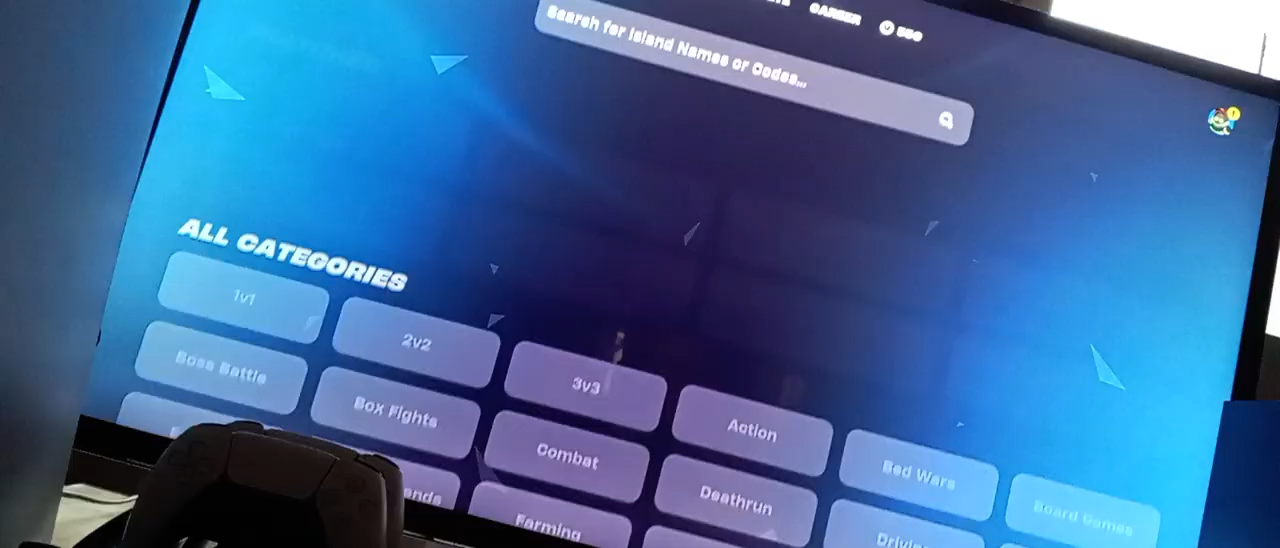 CAREER
Search for Island Names or Codes...
ALL CATEGORIES
1v1
2v2
3v3
Action
Bed Wars
Board Games
Boss Battle
Box Fights
Combat
Deathrun
Farming